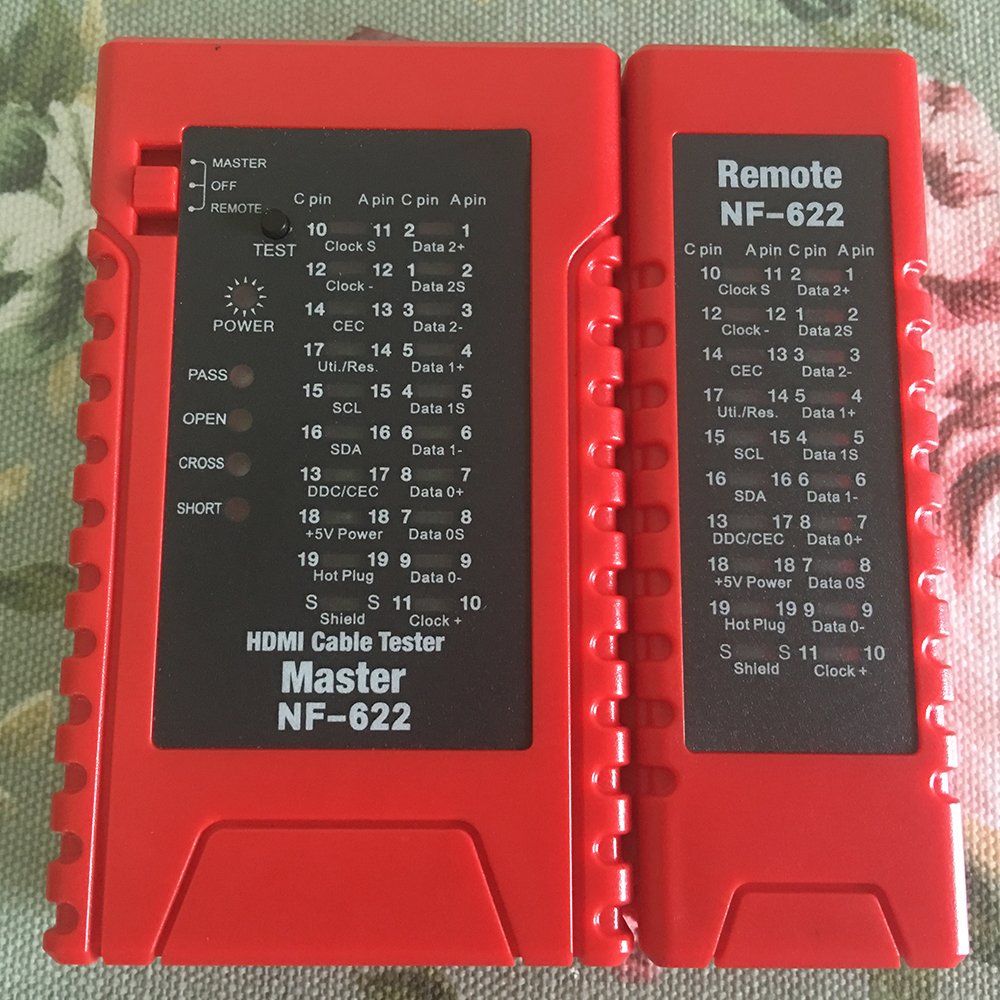 MASTER
OFF
REMOTE
TEST
POWER
PASS
OPEN
CROSS
SHORT
C pin A pin C pin A pin
10 11 2 1
Clock S Data 2+
12 12 1 2
Clock - Data 2S
14 13 3 3
CEC Data 2-
17 14 5 4
Uti./Res. Data 1+
15 15 4 5
SCL Data 1S
16 16 6 6
SDA Data 1-
13 17 8 7
DDC/CEC Data 0+
18 18 7 8
+5V Power Data 0S
19 19 9 9
Hot Plug Data 0-
S S 11 10
Shield Clock +
HDMI Cable Tester
Master
NF-622
Remote
NF-622
C pin A pin C pin A pin
10 11 2 1
Clock S Data 2+
12 12 1 2
Clock - Data 2S
14 13 3 3
CEC Data 2-
17 14 5 4
Uti./Res. Data 1+
15 15 4 5
SCL Data 1S
16 16 6 6
SDA Data 1-
13 17 8 7
DDC/CEC Data 0+
18 18 7 8
+5V Power Data 0S
19 19 9 9
Hot Plug Data 0-
S S 11 10
Shield Clock +